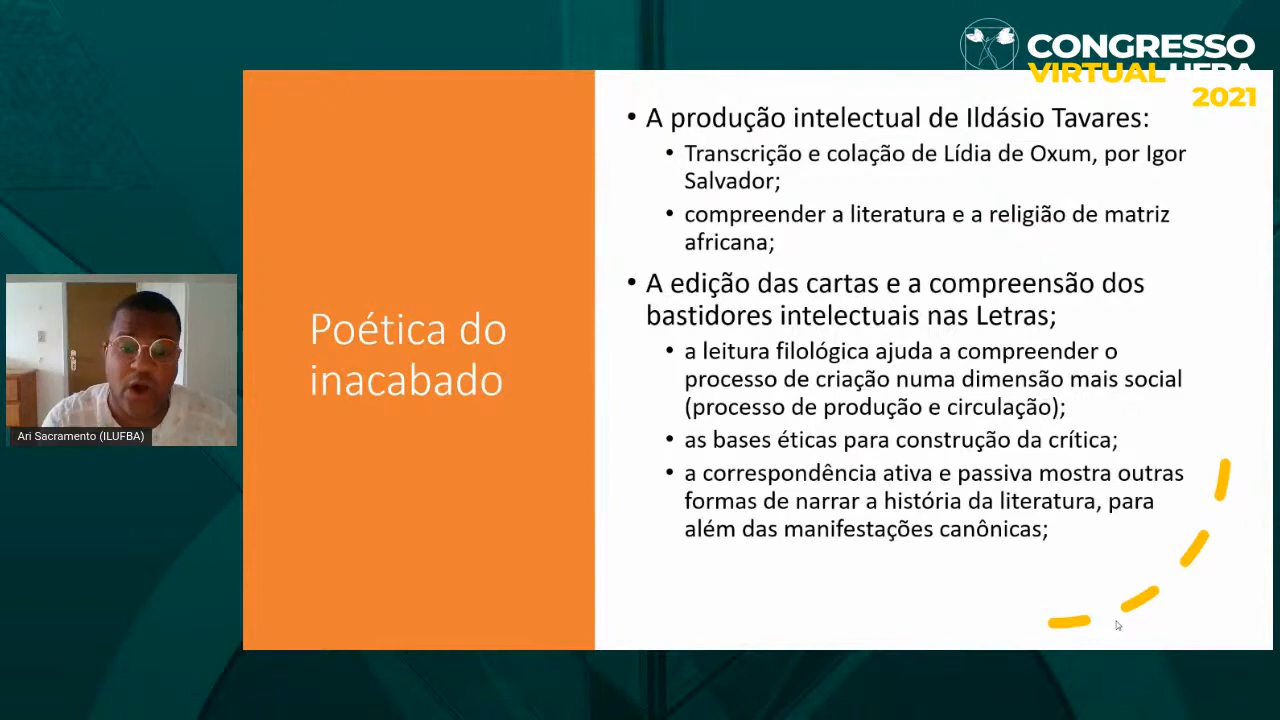 CONGRESSO
VIRTUAL UFBA
2021
Poética do
inacabado
• A produção intelectual de Ildásio Tavares:
• Transcrição e colação de Lídia de Oxum, por Igor
Salvador;
• compreender a literatura e a religião de matriz
africana;
• A edição das cartas e a compreensão dos
bastidores intelectuais nas Letras;
• a leitura filológica ajuda a compreender o
processo de criação numa dimensão mais social
(processo de produção e circulação);
• as bases éticas para construção da crítica;
• a correspondência ativa e passiva mostra outras
formas de narrar a história da literatura, para
além das manifestações canônicas;
Ari Sacramento (ILUFBA)